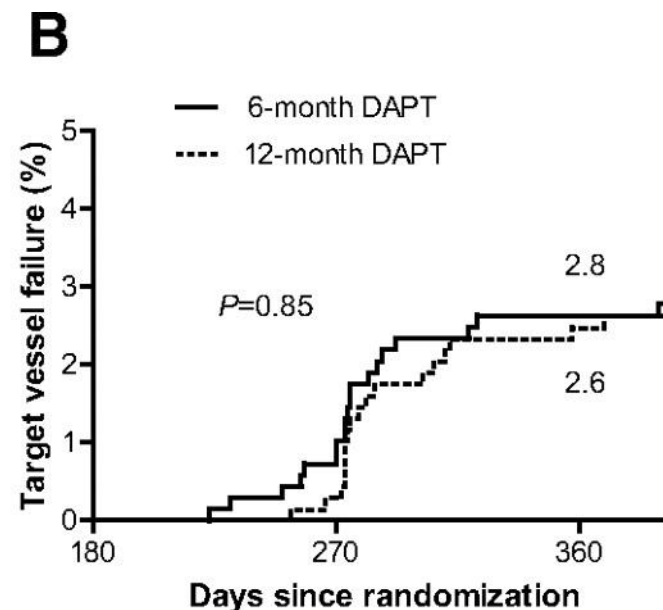 B
6-month DAPT
12-month DAPT
Target vessel failure (%)
5
4
3
2
1
0
P=0.85
2.8
2.6
180 270 360
Days since randomization